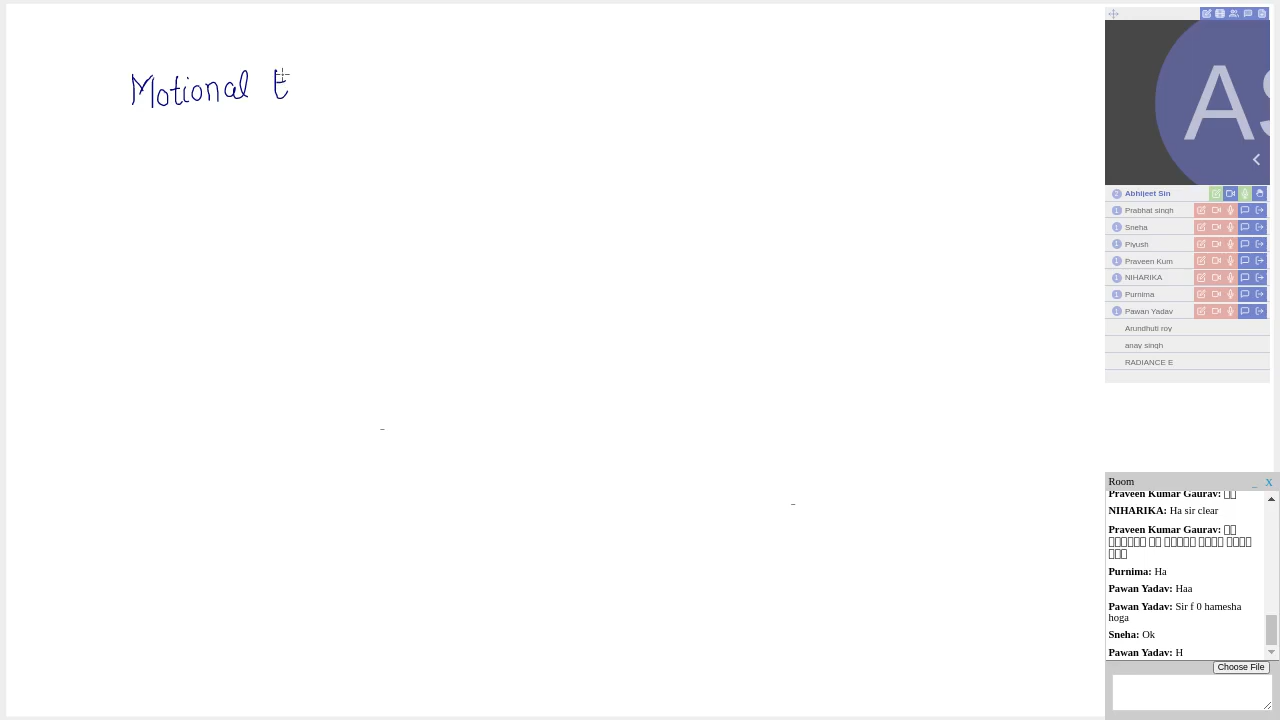 Motional E
AS
Abhijeet Sin
Prabhat singh
Sneha
Piyush
Praveen Kum
NIHARIKA
Purnima
Pawan Yadav
Arundhuti roy
anay singh
RADIANCE E
Room
_ X
Praveen Kumar Gaurav:
NIHARIKA: Ha sir clear
Praveen Kumar Gaurav:
Purnima: Ha
Pawan Yadav: Haa
Pawan Yadav: Sir f 0 hamesha
hoga
Sneha: Ok
Pawan Yadav: H
Choose File